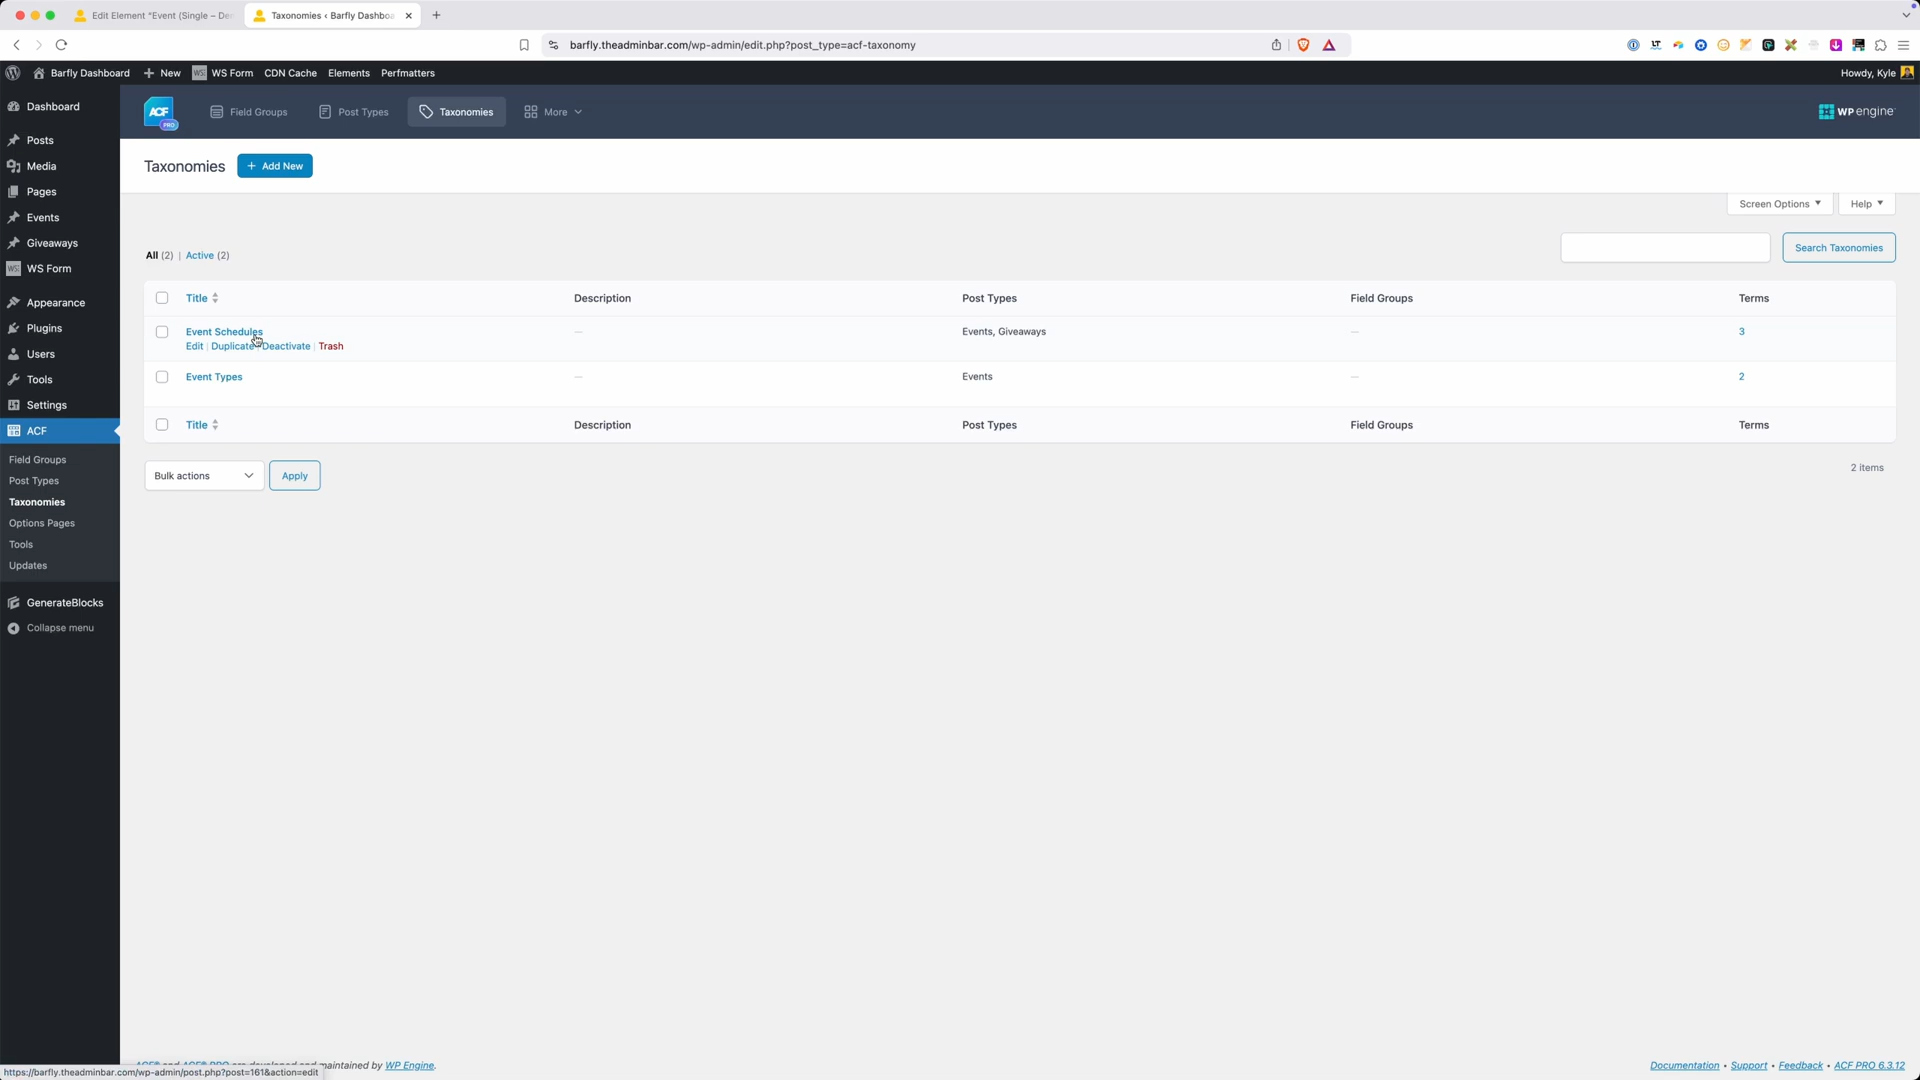 Edit Element "Event (Single – De
Taxonomies ‹ Barfly Dashboa
barfly.theadminbar.com/wp-admin/edit.php?post_type=acf-taxonomy
Barfly Dashboard
New
WS Form
CDN Cache
Elements
Perfmatters
Howdy, Kyle
Dashboard
Posts
Media
Pages
Events
Giveaways
WS Form
Appearance
Plugins
Users
Tools
Settings
ACF
Field Groups
Post Types
Taxonomies
Options Pages
Tools
Updates
GenerateBlocks
Collapse menu
ACF PRO
Field Groups
Post Types
Taxonomies
More
WP engine
Taxonomies
+ Add New
Screen Options
Help
All (2) | Active (2)
Search Taxonomies
Title Description Post Types Field Groups Terms
Event Schedules — Events, Giveaways — 3
Edit | Duplicate Deactivate | Trash
Event Types — Events — 2
Title Description Post Types Field Groups Terms
Bulk actions
Apply
2 items
maintained by WP Engine.
https://barfly.theadminbar.com/wp-admin/post.php?post=161&action=edit
Documentation • Support • Feedback • ACF PRO 6.3.12